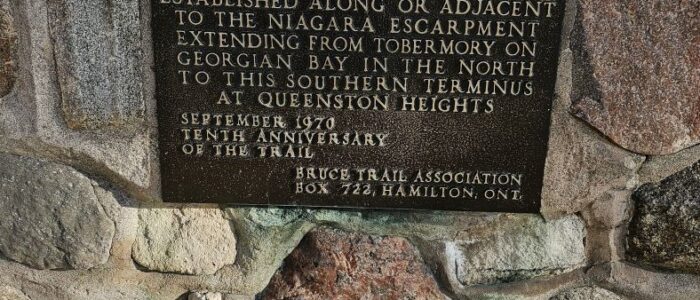 ESTABLISHED ALONG OR ADJACENT
TO THE NIAGARA ESCARPMENT
EXTENDING FROM TOBERMORY ON
GEORGIAN BAY IN THE NORTH
TO THIS SOUTHERN TERMINUS
AT QUEENSTON HEIGHTS
SEPTEMBER 1970
TENTH ANNIVERSARY
OF THE TRAIL
BRUCE TRAIL ASSOCIATION
BOX 722, HAMILTON, ONT.